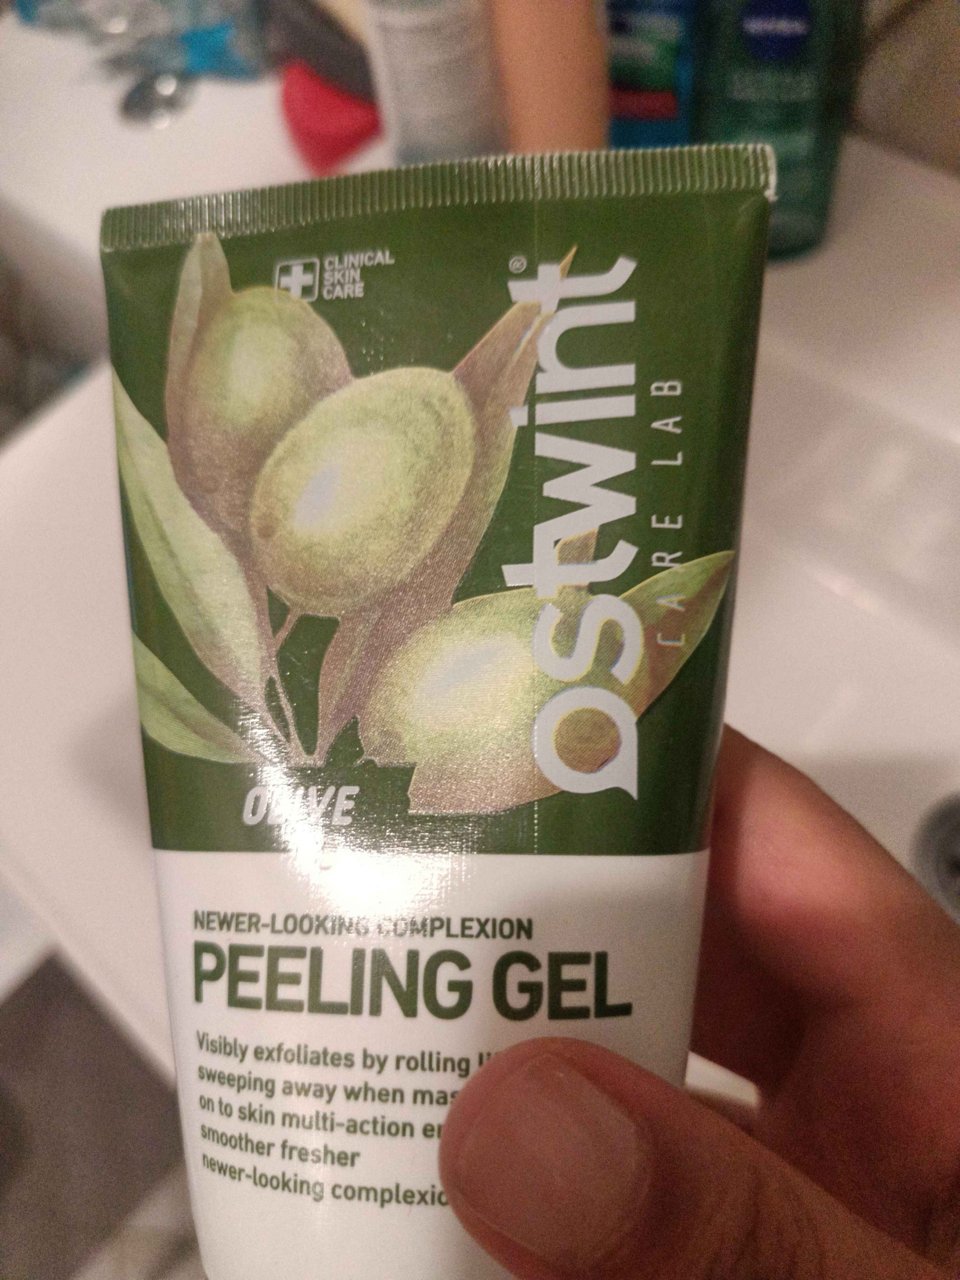 CLINICAL
SKIN
CARE
ostwint®
CARE LAB
OLIVE
NEWER-LOOKING COMPLEXION
PEELING GEL
Visibly exfoliates by rolling
sweeping away when
on to skin multi-action
smoother fresher
newer-looking
NIVEA